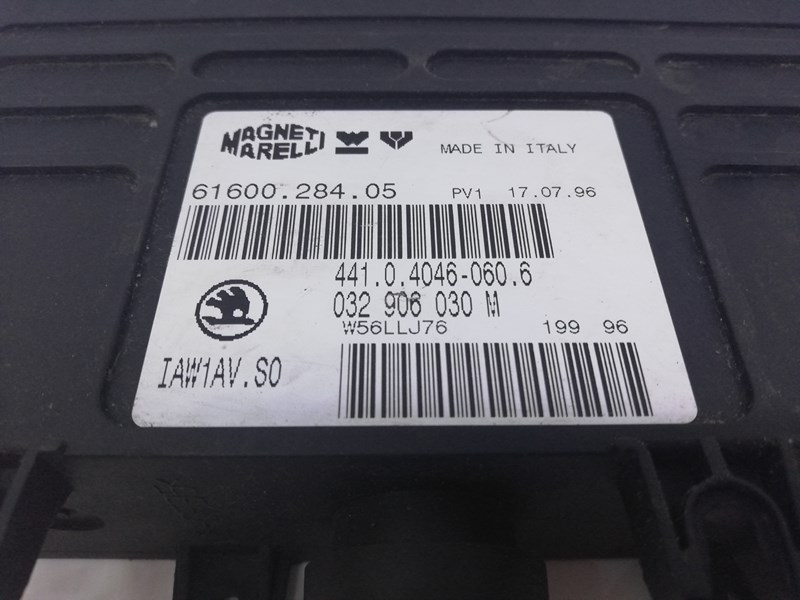 MAGNETI
MARELLI
MADE IN ITALY
61600.284.05 PV1 17.07.96
441.0.4046-060.6
032 906 030 M
W56LLJ76 199 96
IAW1AV.S0